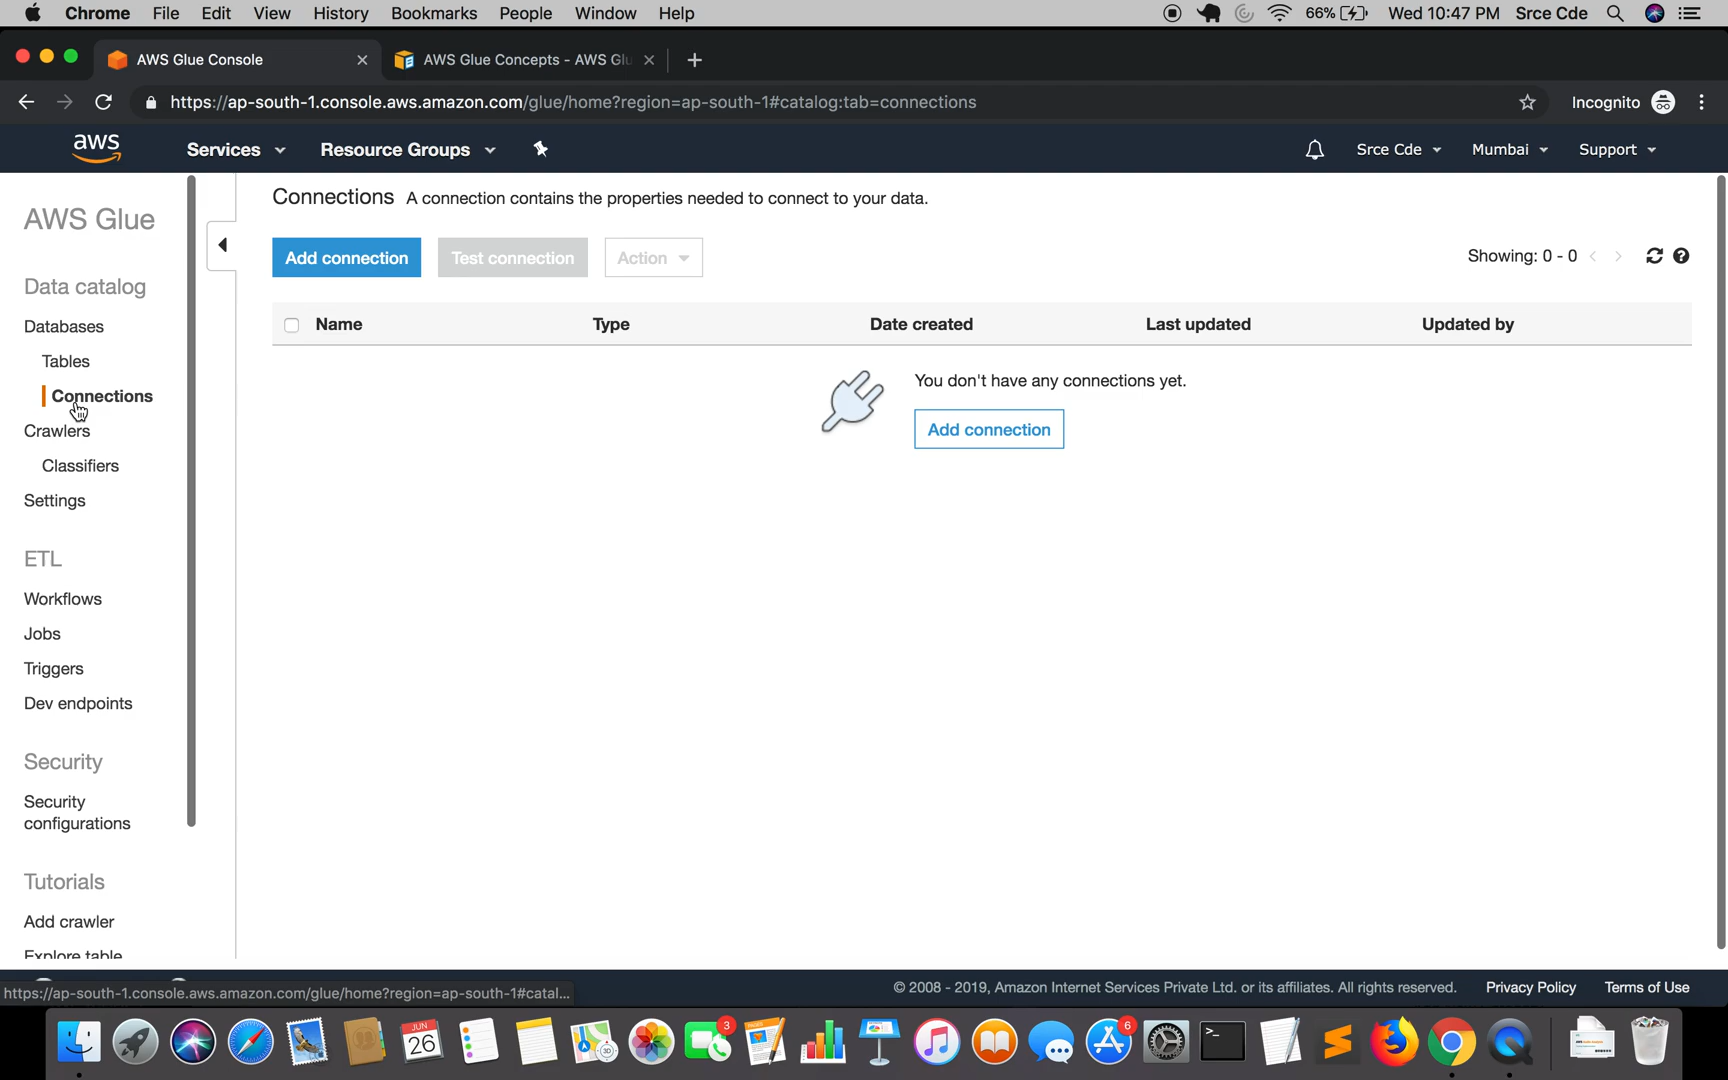 Chrome File Edit View History Bookmarks People Window Help 66% Wed 10:47 PM Srce Cde
AWS Glue Console AWS Glue Concepts - AWS Glu
https://ap-south-1.console.aws.amazon.com/glue/home?region=ap-south-1#catalog:tab=connections Incognito
aws Services Resource Groups Srce Cde Mumbai Support
AWS Glue
Data catalog
Databases
Tables
Connections
Crawlers
Classifiers
Settings
ETL
Workflows
Jobs
Triggers
Dev endpoints
Security
Security
configurations
Tutorials
Add crawler
Explore table
Connections A connection contains the properties needed to connect to your data.
Add connection Test connection Action Showing: 0 - 0
Name Type Date created Last updated Updated by
You don't have any connections yet.
Add connection
https://ap-south-1.console.aws.amazon.com/glue/home?region=ap-south-1#catal...
© 2008 - 2019, Amazon Internet Services Private Ltd. or its affiliates. All rights reserved. Privacy Policy Terms of Use
JUN
26
3D
3
6